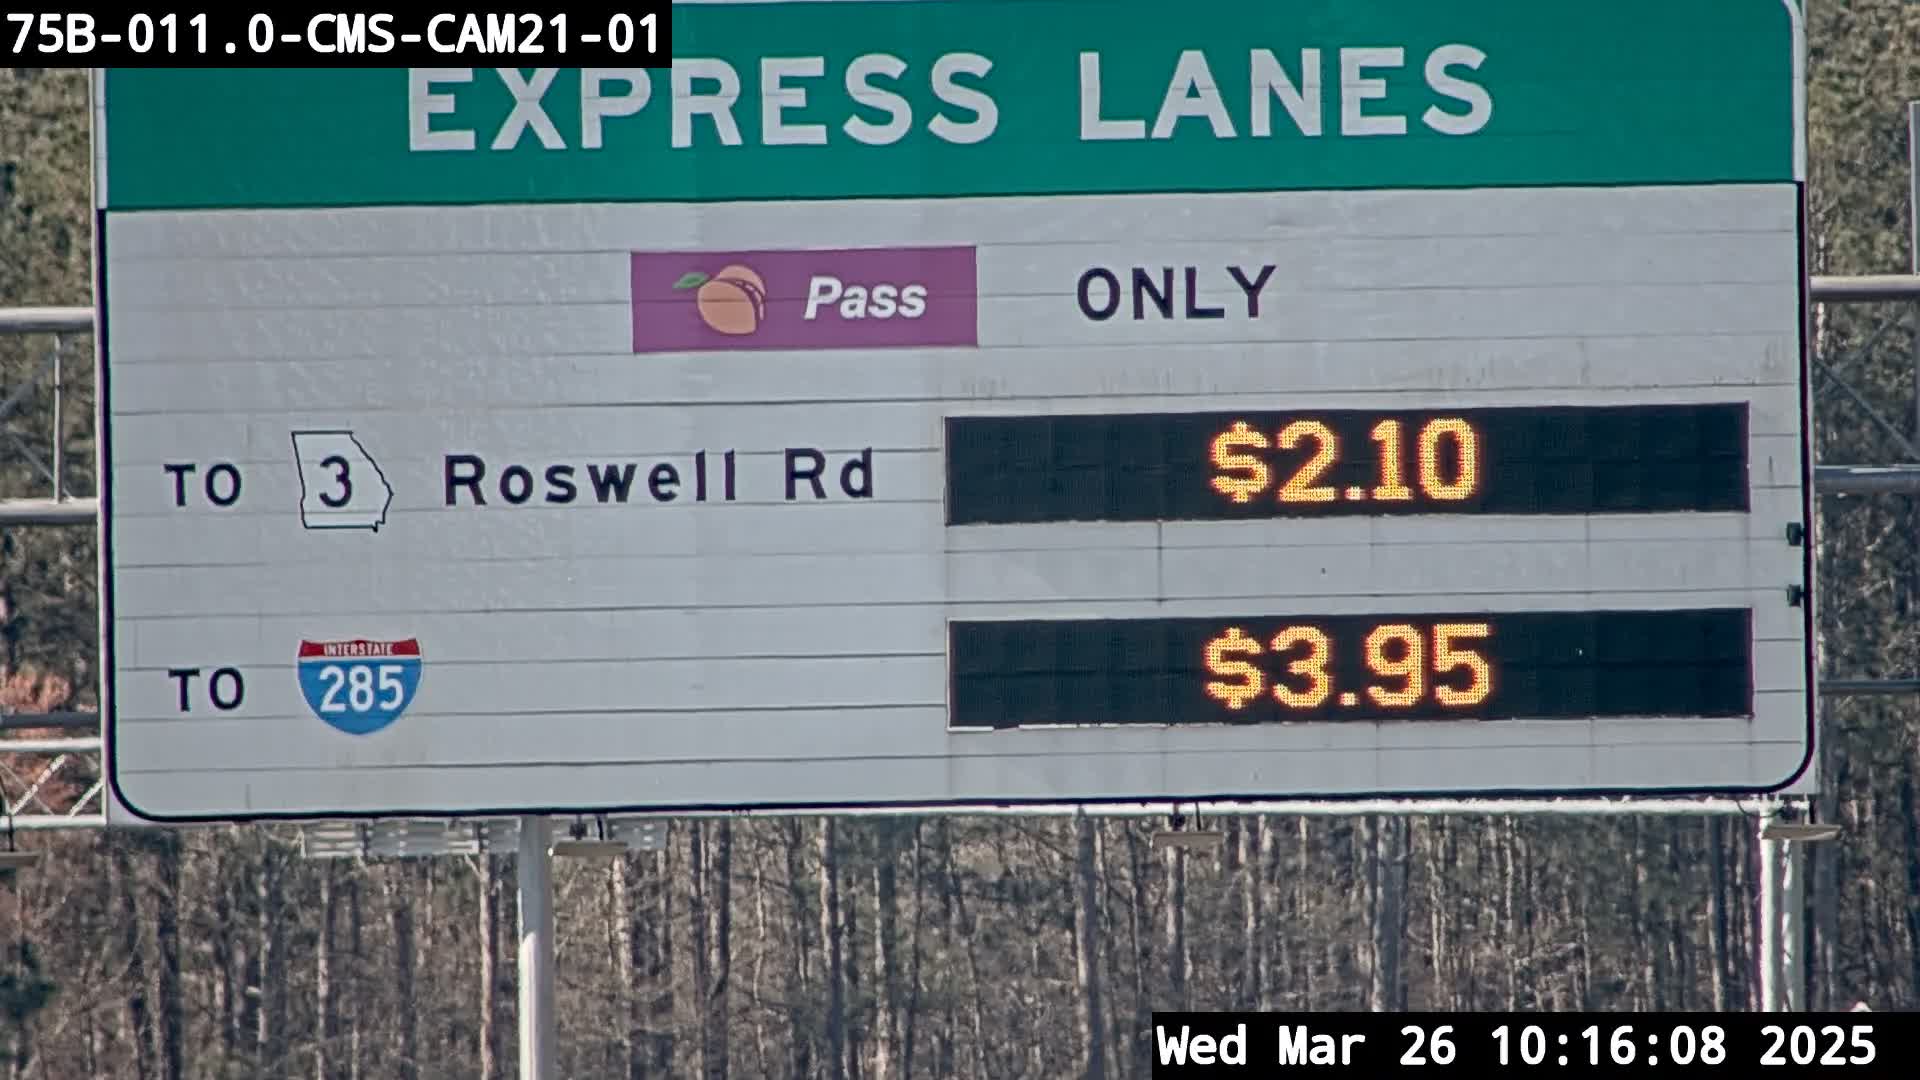 75B-011.0-CMS-CAM21-01
EXPRESS LANES
Pass ONLY
TO 3 Roswell Rd $2.10
INTERSTATE
TO 285 $3.95
Wed Mar 26 10:16:08 2025